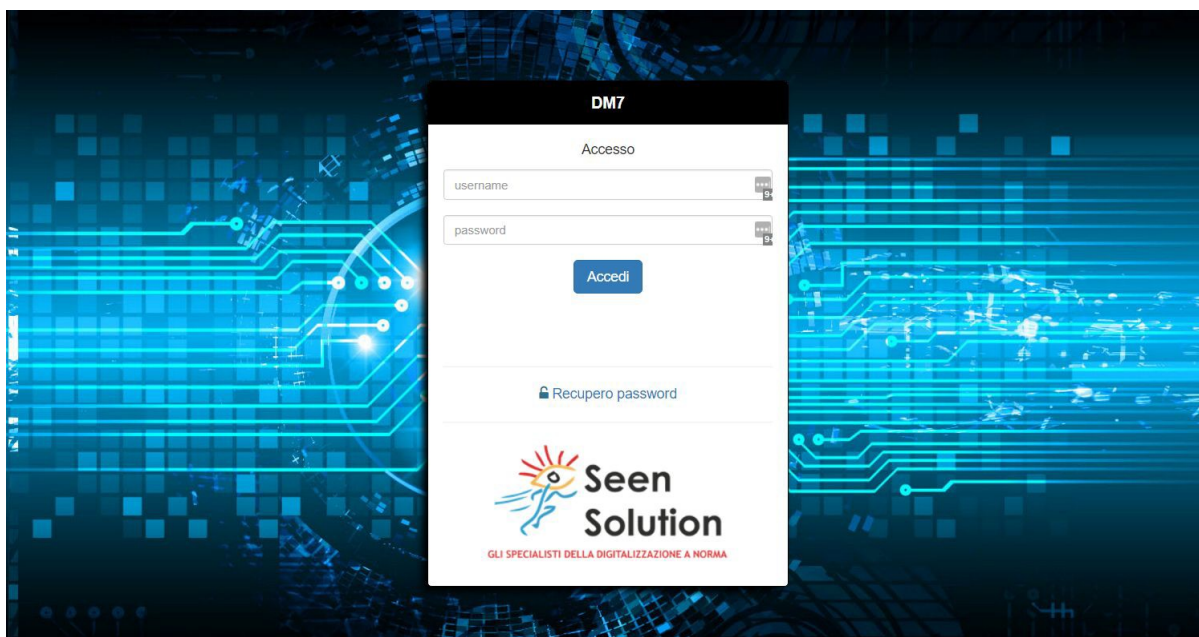 DM7
Accesso
username
password
Accedi
Recupero password
Seen
Solution
GLI SPECIALISTI DELLA DIGITALIZZAZIONE A NORMA